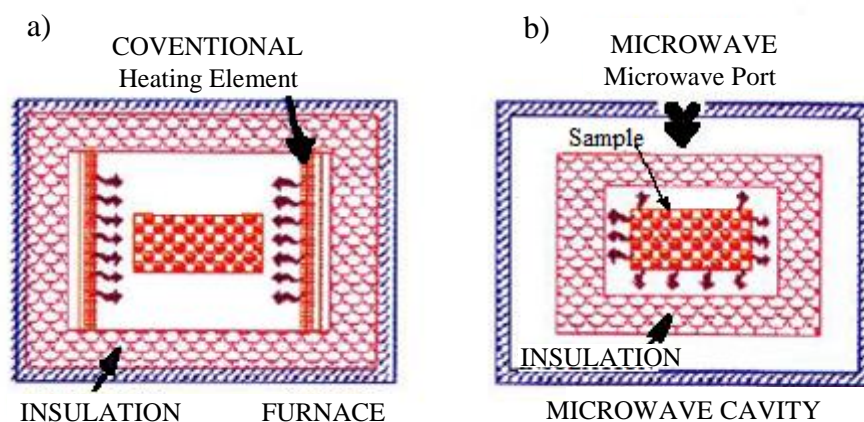 a)
COVENTIONAL
Heating Element
INSULATION
FURNACE
b)
MICROWAVE
Microwave Port
Sample
INSULATION
MICROWAVE CAVITY